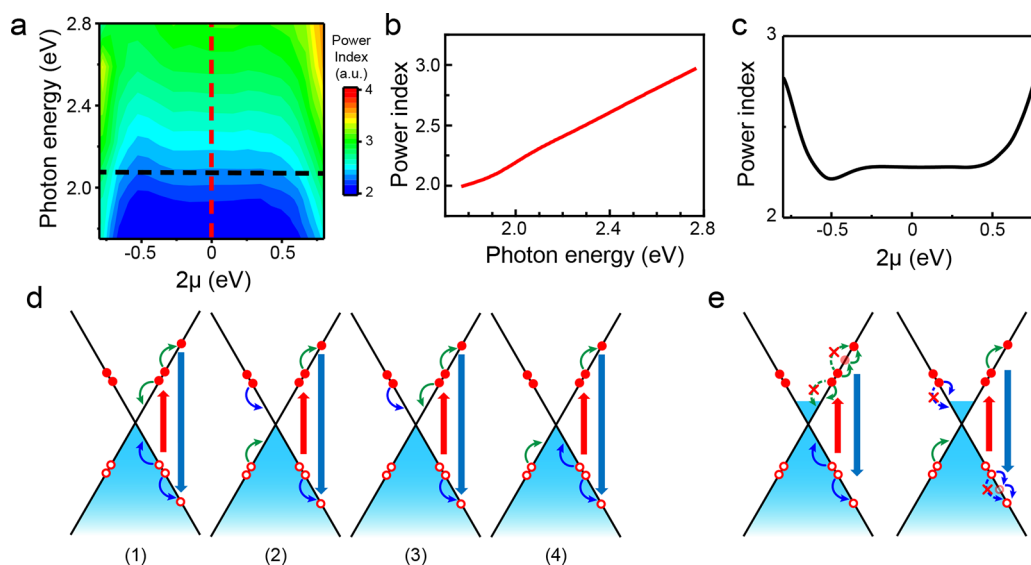 a
2.8
2.4
2.0
Photon energy (eV)
-0.5
0
0.5
2μ (eV)
Power
Index
(a.u.)
4
3
2
b
3.0
2.5
2.0
Power index
2.0
2.4
2.8
Photon energy (eV)
c
3
2
Power index
-0.5
0
0.5
2μ (eV)
d
(1)
(2)
(3)
(4)
e